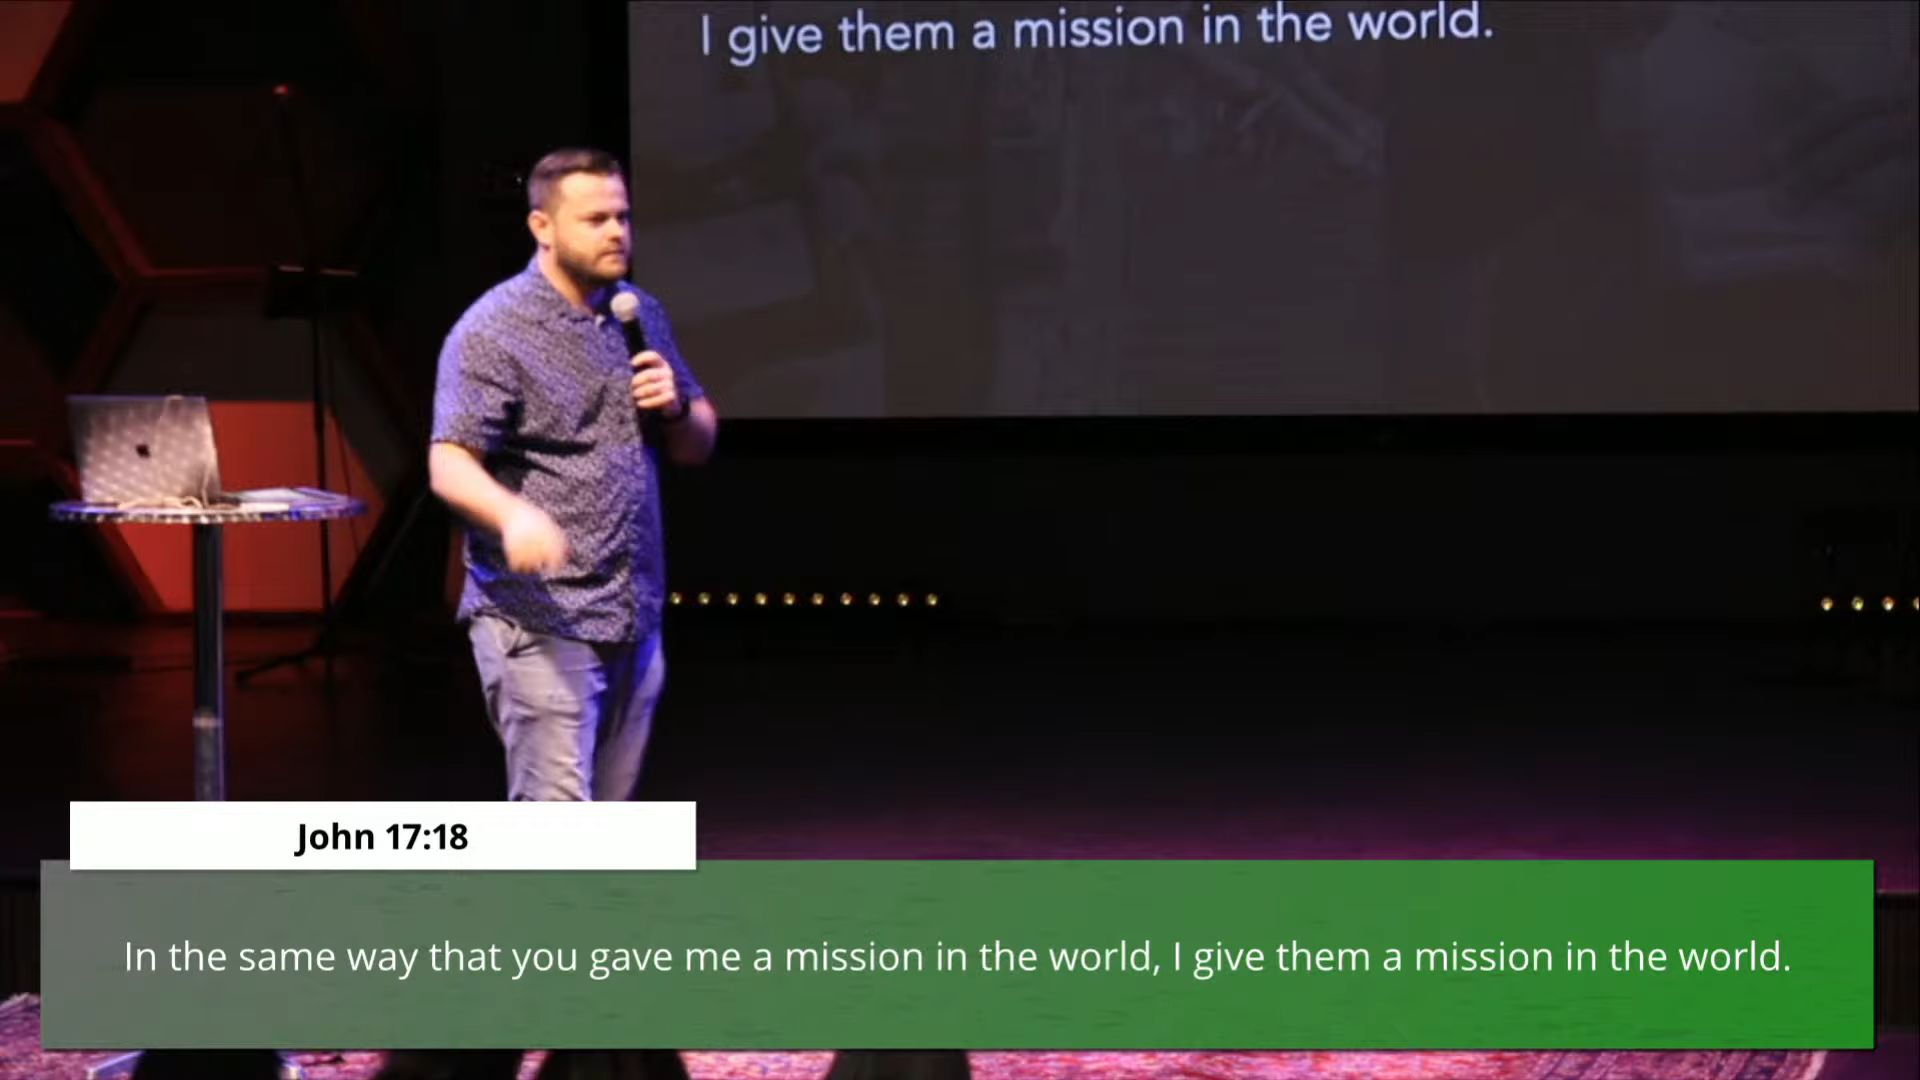 I give them a mission in the world.
John 17:18
In the same way that you gave me a mission in the world, I give them a mission in the world.